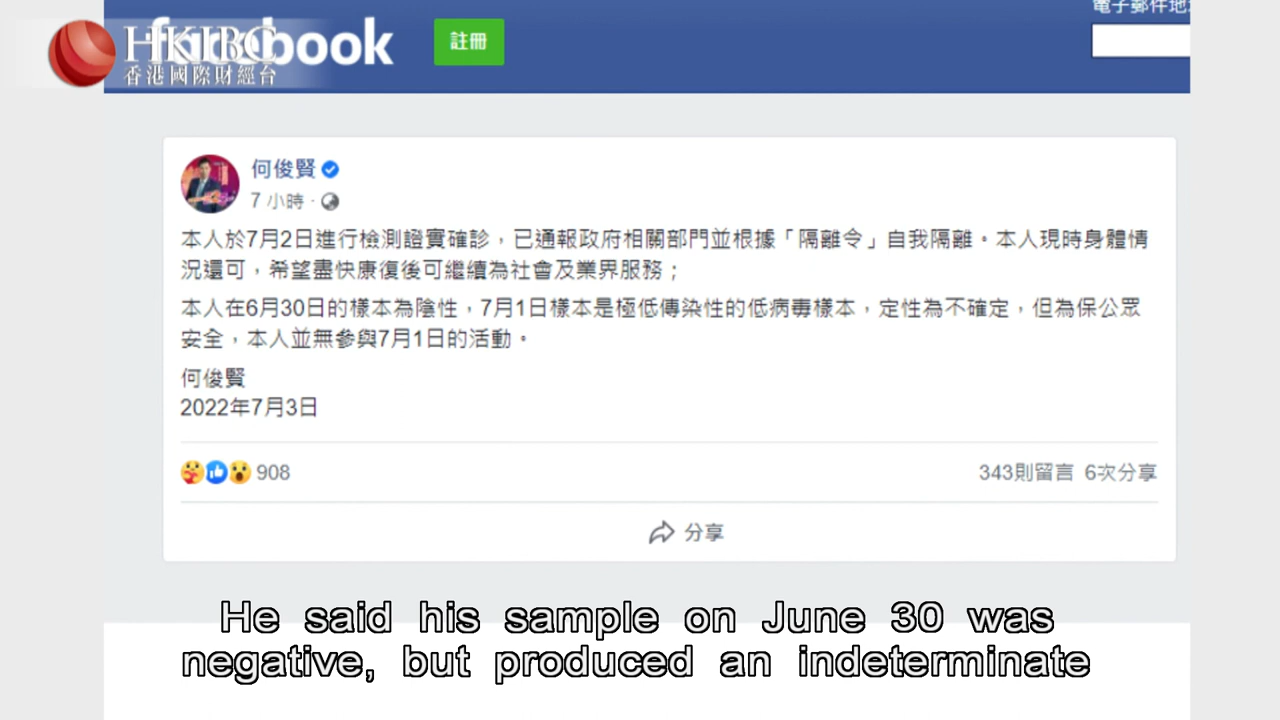 電子郵件地
HKIBC
香港國際財經台
facebook
註冊
何俊賢
7 小時 ·
本人於7月2日進行檢測證實確診，已通報政府相關部門並根據「隔離令」自我隔離。本人現時身體情
況還可，希望盡快康復後可繼續為社會及業界服務；
本人在6月30日的樣本為陰性，7月1日樣本是極低傳染性的低病毒樣本，定性為不確定，但為保公眾
安全，本人並無參與7月1日的活動。
何俊賢
2022年7月3日
908
343則留言 6次分享
分享
He said his sample on June 30 was
negative, but produced an indeterminate